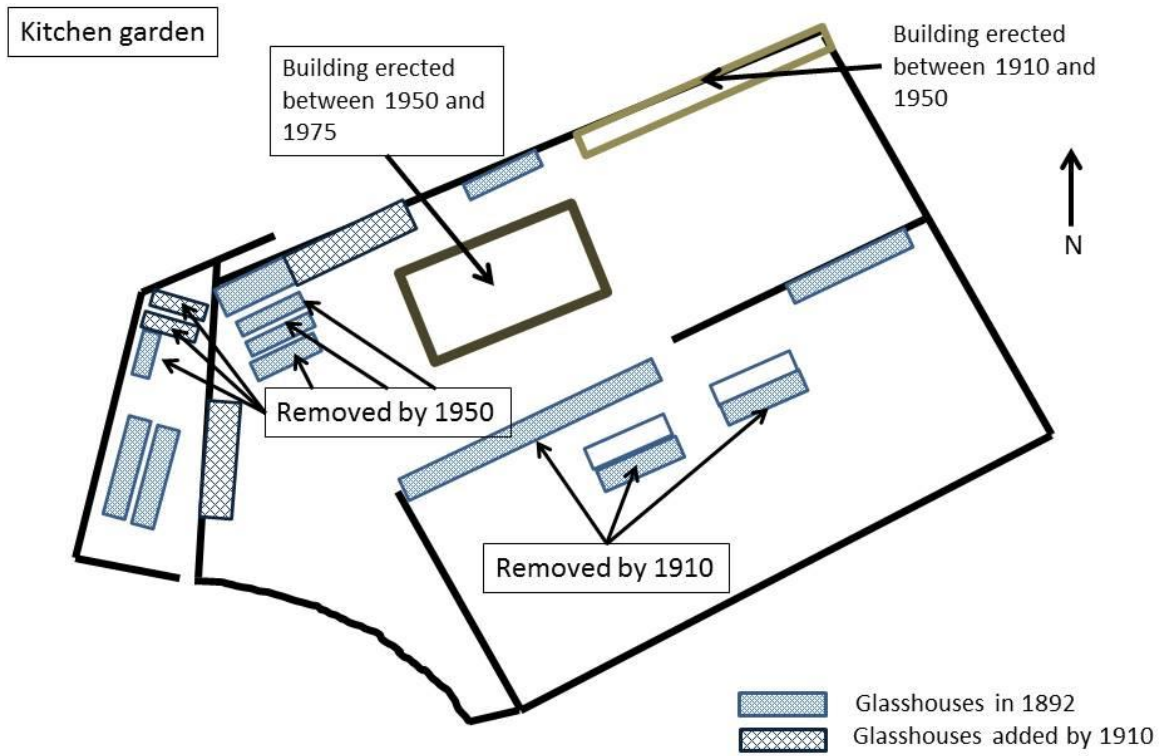 Kitchen garden
Building erected
between 1950 and
1975
Building erected
between 1910 and
1950
N
Removed by 1950
Removed by 1910
Glasshouses in 1892
Glasshouses added by 1910